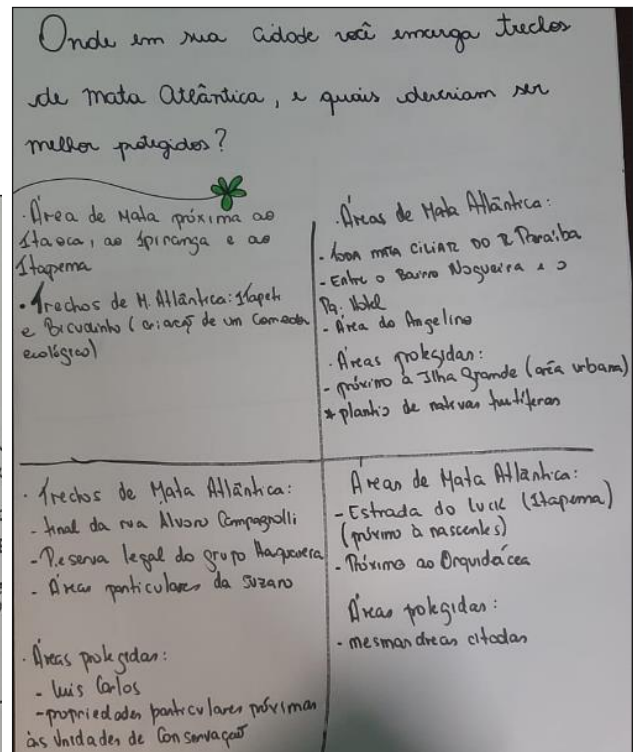 Onde em sua cidade você enxerga trechos
de mata Atlântica, e quais deveriam ser
melhor protegidos?
· Área de Mata próxima ao
Itaoca, ao Ipiranga e ao
Itapema
· Trechos de M. Atlântica: Itapeti
e Bicudinho (criação de um Corredor
ecológico)
· Áreas de Mata Atlântica:
- toda mata CILIAR DO R Paraiba
- Entre o Bairro Nogueira e o
Pq. Hotel
- Área do Angelino
· Áreas protegidas:
- próximo à Ilha Grande (área urbana)
* plantio de nativas frutíferas
· Trechos de Mata Atlântica:
- final da rua Alvaro Campagnolli
- Reserva legal do grupo
- Áreas particulares da Suzano
· Áreas protegidas:
- Luis Carlos
- propriedades particulares próximas
às Unidades de Conservação
Áreas de Mata Atlântica:
- Estrada do (Itapema)
(próximo à nascentes)
- Próximo ao Orquidácea
Áreas protegidas:
- mesmas áreas citadas